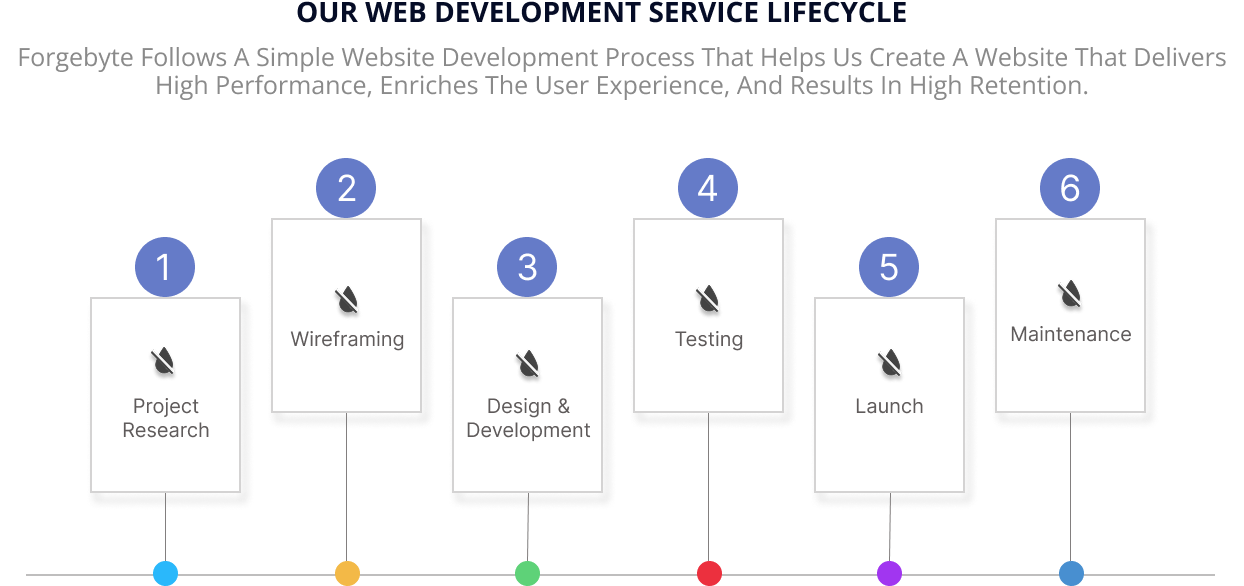 OUR WEB DEVELOPMENT SERVICE LIFECYCLE
Forgebyte Follows A Simple Website Development Process That Helps Us Create A Website That Delivers
High Performance, Enriches The User Experience, And Results In High Retention.
1
Project
Research
2
Wireframing
3
Design &
Development
4
Testing
5
Launch
6
Maintenance